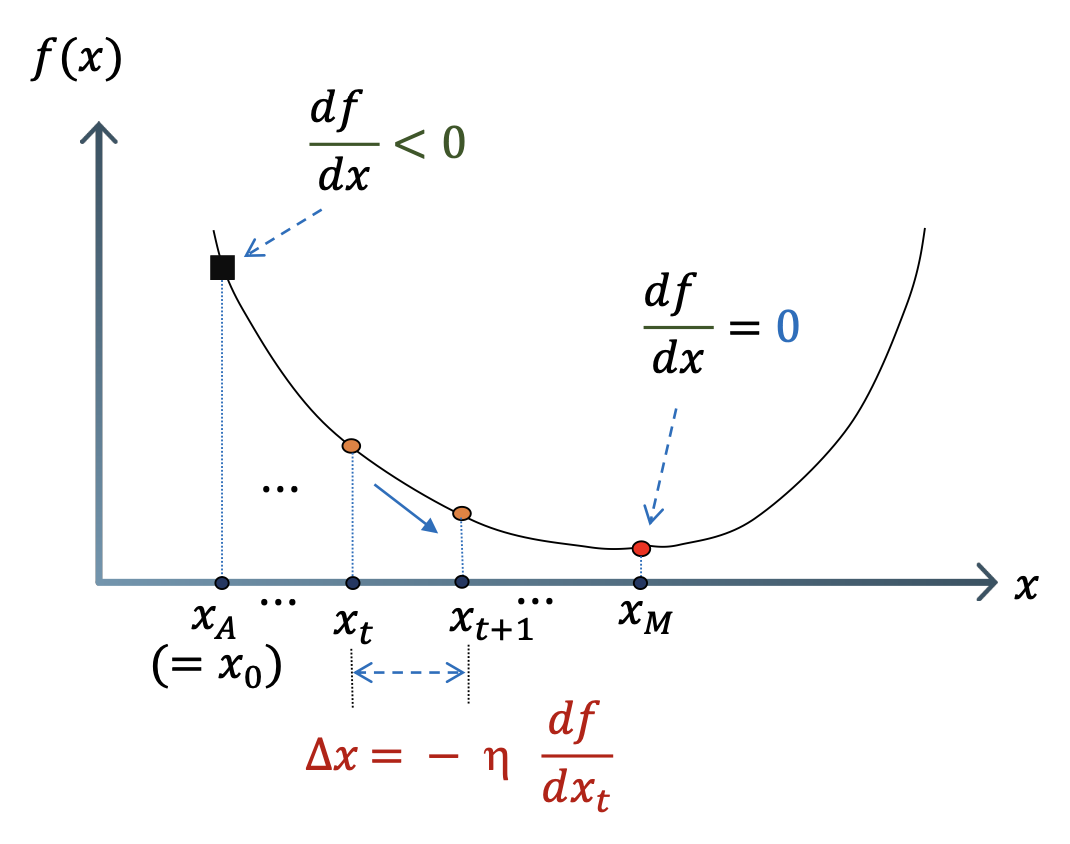 f(x)
df
dx
< 0
df
dx
= 0
...
...
...
x
x_A
(= x_0)
x_t
x_{t+1}
x_M
Δx = − η
df
dx_t